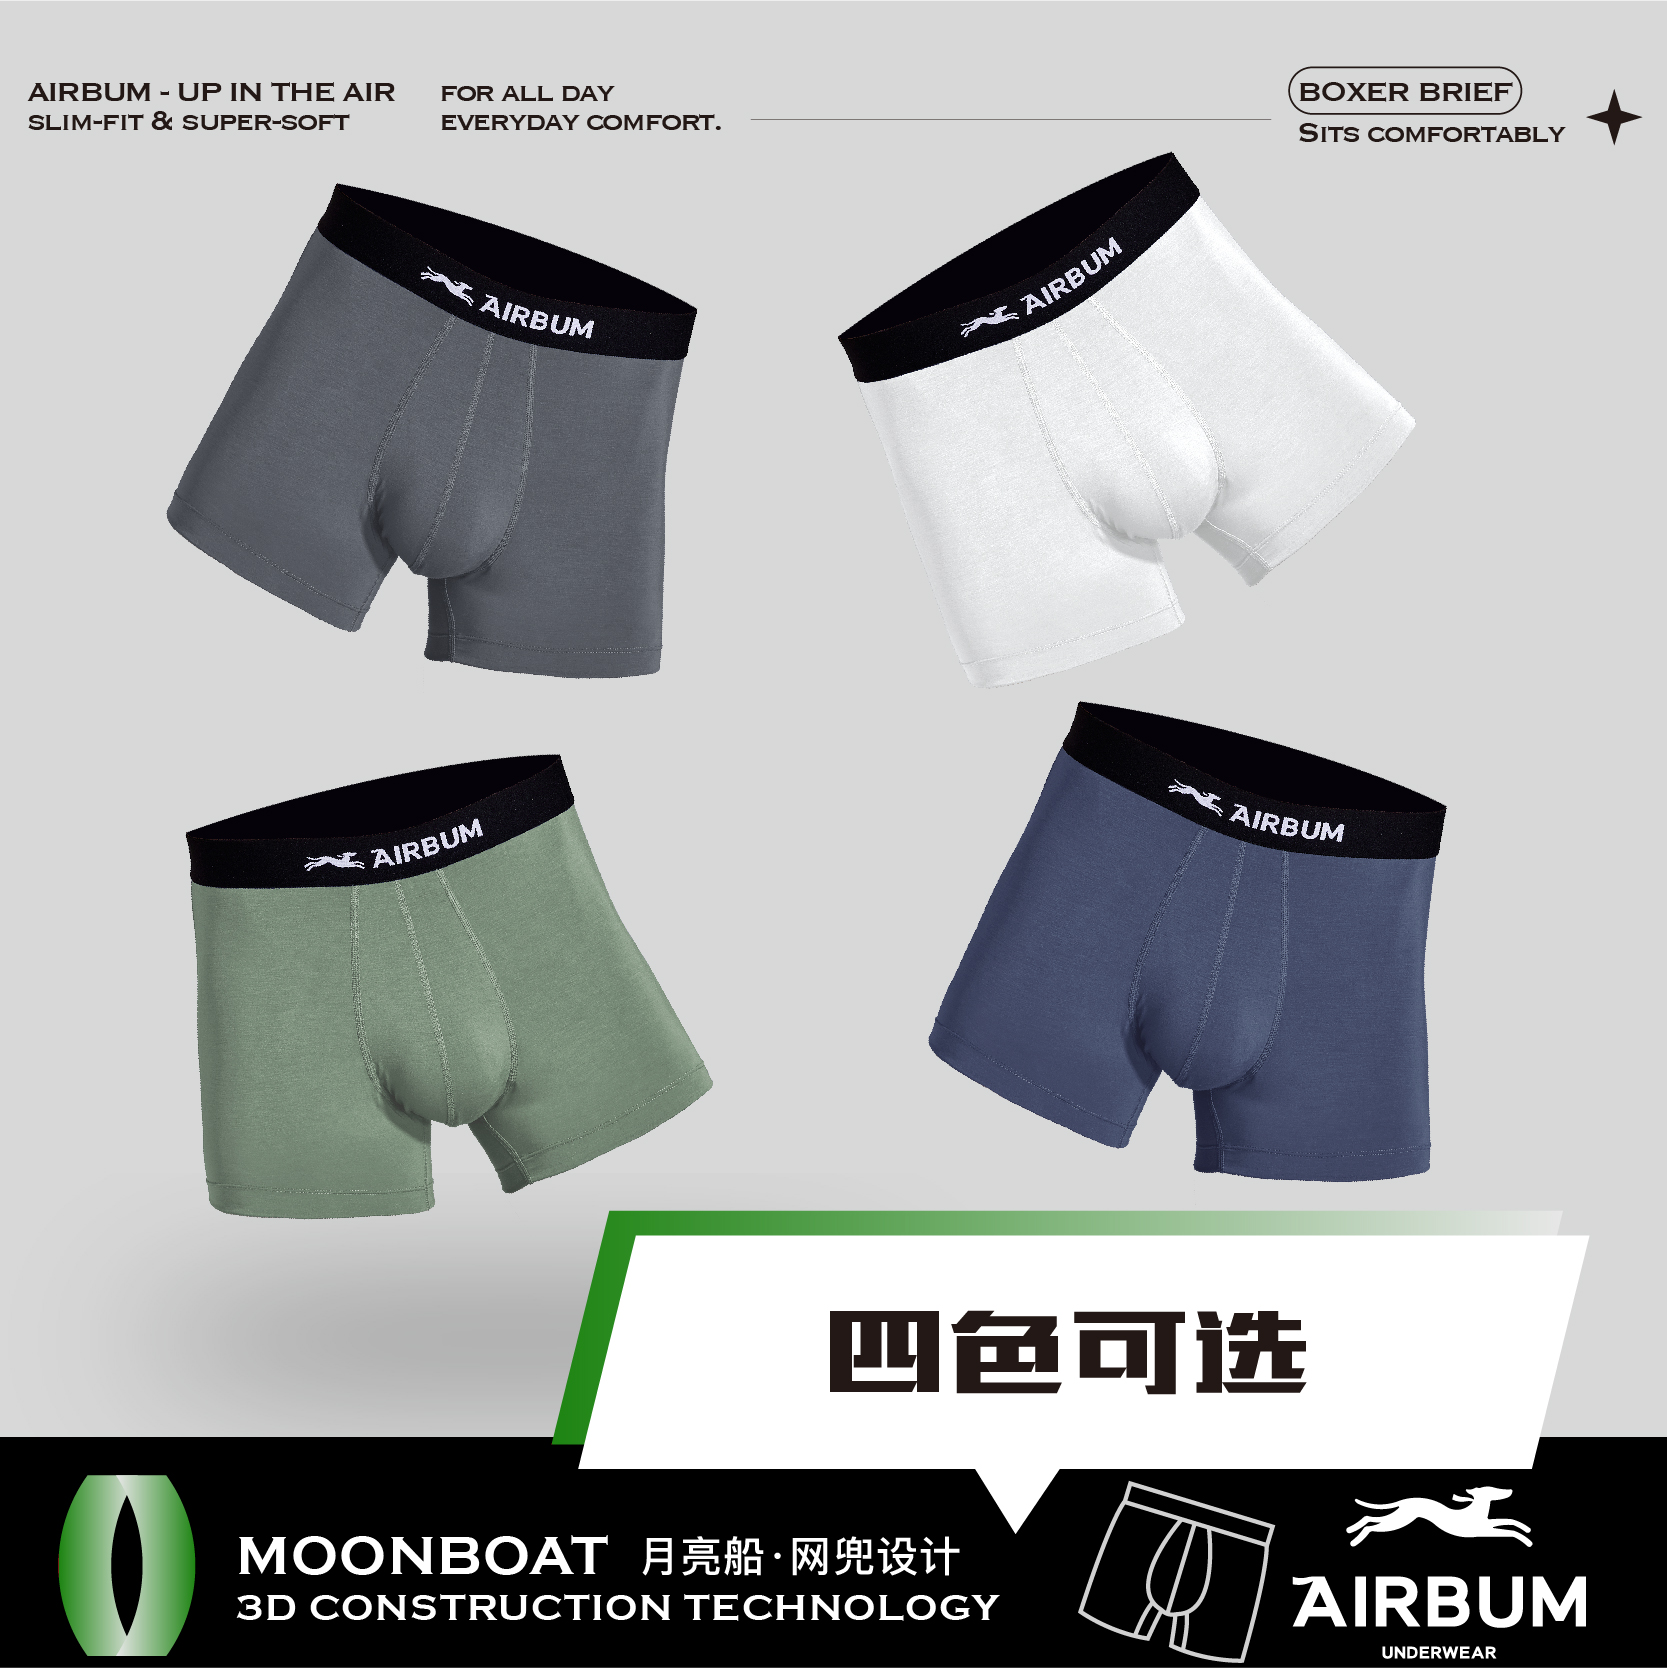 AIRBUM - UP IN THE AIR
SLIM-FIT & SUPER-SOFT
FOR ALL DAY
EVERYDAY COMFORT.
BOXER BRIEF
SITS COMFORTABLY
AIRBUM
AIRBUM
AIRBUM
AIRBUM
四色可选
MOONBOAT 月亮船·网兜设计
3D CONSTRUCTION TECHNOLOGY
AIRBUM
UNDERWEAR